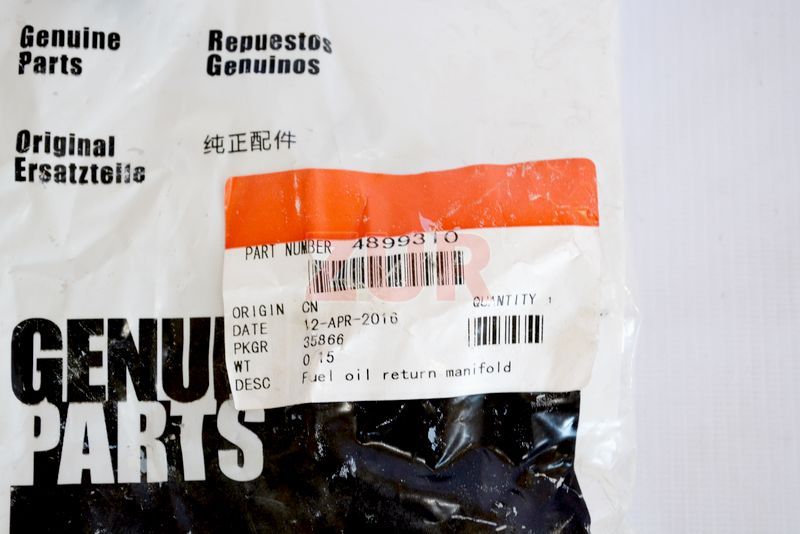 Genuine
Parts
Repuestos
Genuinos
Original
Ersatzteile
纯正配件
PART NUMBER 4899310
ZUR
ORIGIN CN
QUANTITY 1
DATE 12-APR-2016
PKGR 35866
WT 0.15
DESC Fuel oil return manifold
GENUI
PARTS